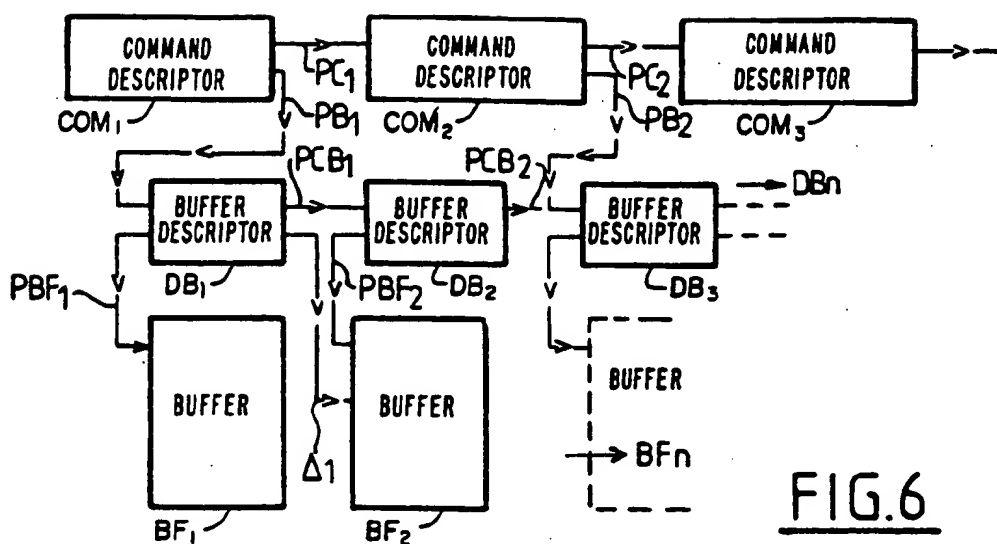 COMMAND DESCRIPTOR
COM₁
PC₁
PB₁
COMMAND DESCRIPTOR
COM₂
PC₂
PB₂
COMMAND DESCRIPTOR
COM₃
PCB₁
PCB₂
DBn
BUFFER DESCRIPTOR
DB₁
BUFFER DESCRIPTOR
DB₂
BUFFER DESCRIPTOR
DB₃
PBF₁
PBF₂
BUFFER
BF₁
Δ1
BUFFER
BF₂
BUFFER
BFn
FIG.6